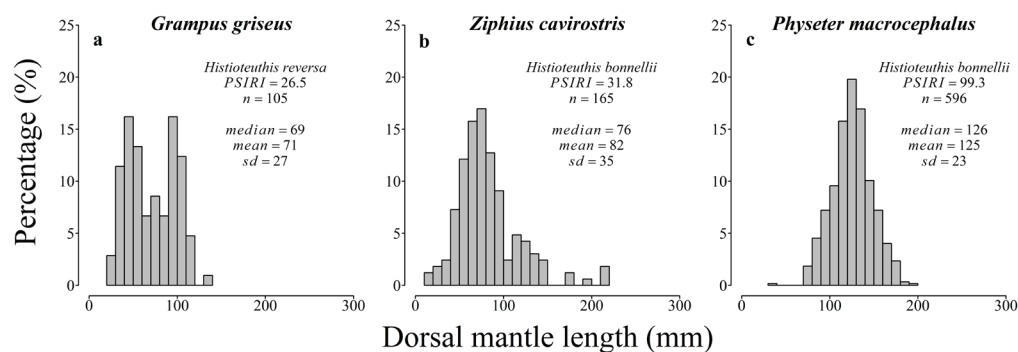 Grampus griseus
Ziphius cavirostris
Physeter macrocephalus
a
Histioteuthis reversa
PSIRI = 26.5
n = 105
median = 69
mean = 71
sd = 27
b
Histioteuthis bonnellii
PSIRI = 31.8
n = 165
median = 76
mean = 82
sd = 35
c
Histioteuthis bonnellii
PSIRI = 99.3
n = 596
median = 126
mean = 125
sd = 23
Percentage (%)
25
20
15
10
5
0
25
20
15
10
5
0
25
20
15
10
5
0
0 100 200 300
0 100 200 300
0 100 200 300
Dorsal mantle length (mm)